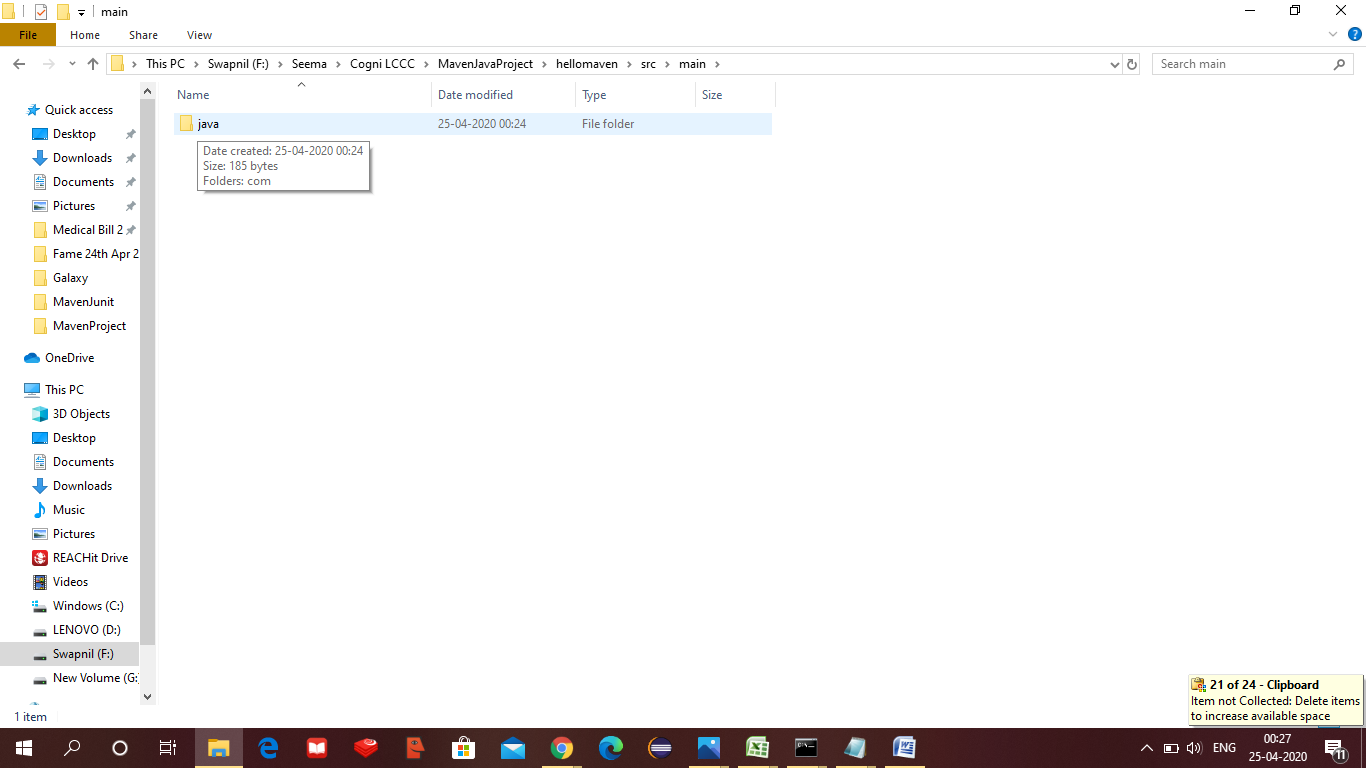 main
File Home Share View
This PC Swapnil (F:) Seema Cogni LCCC MavenJavaProject hellomaven src main
Search main
Name Date modified Type Size
java 25-04-2020 00:24 File folder
Date created: 25-04-2020 00:24
Size: 185 bytes
Folders: com
Quick access
Desktop
Downloads
Documents
Pictures
Medical Bill 2
Fame 24th Apr 2
Galaxy
MavenJunit
MavenProject
OneDrive
This PC
3D Objects
Desktop
Documents
Downloads
Music
Pictures
REACHit Drive
Videos
Windows (C:)
LENOVO (D:)
Swapnil (F:)
New Volume (G:
1 item
21 of 24 - Clipboard
Item not Collected: Delete items
to increase available space
ENG
00:27
25-04-2020
11